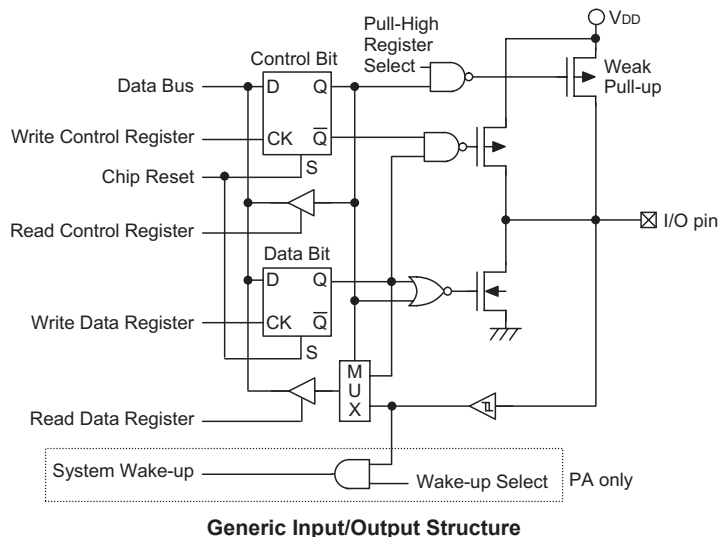 VDD
Pull-High
Register
Select
Control Bit
Weak
Pull-up
Data Bus
D
Q
Write Control Register
CK
Q
S
Chip Reset
I/O pin
Read Control Register
Data Bit
D
Q
Write Data Register
CK
Q
S
M
U
X
Read Data Register
System Wake-up
Wake-up Select
PA only
Generic Input/Output Structure